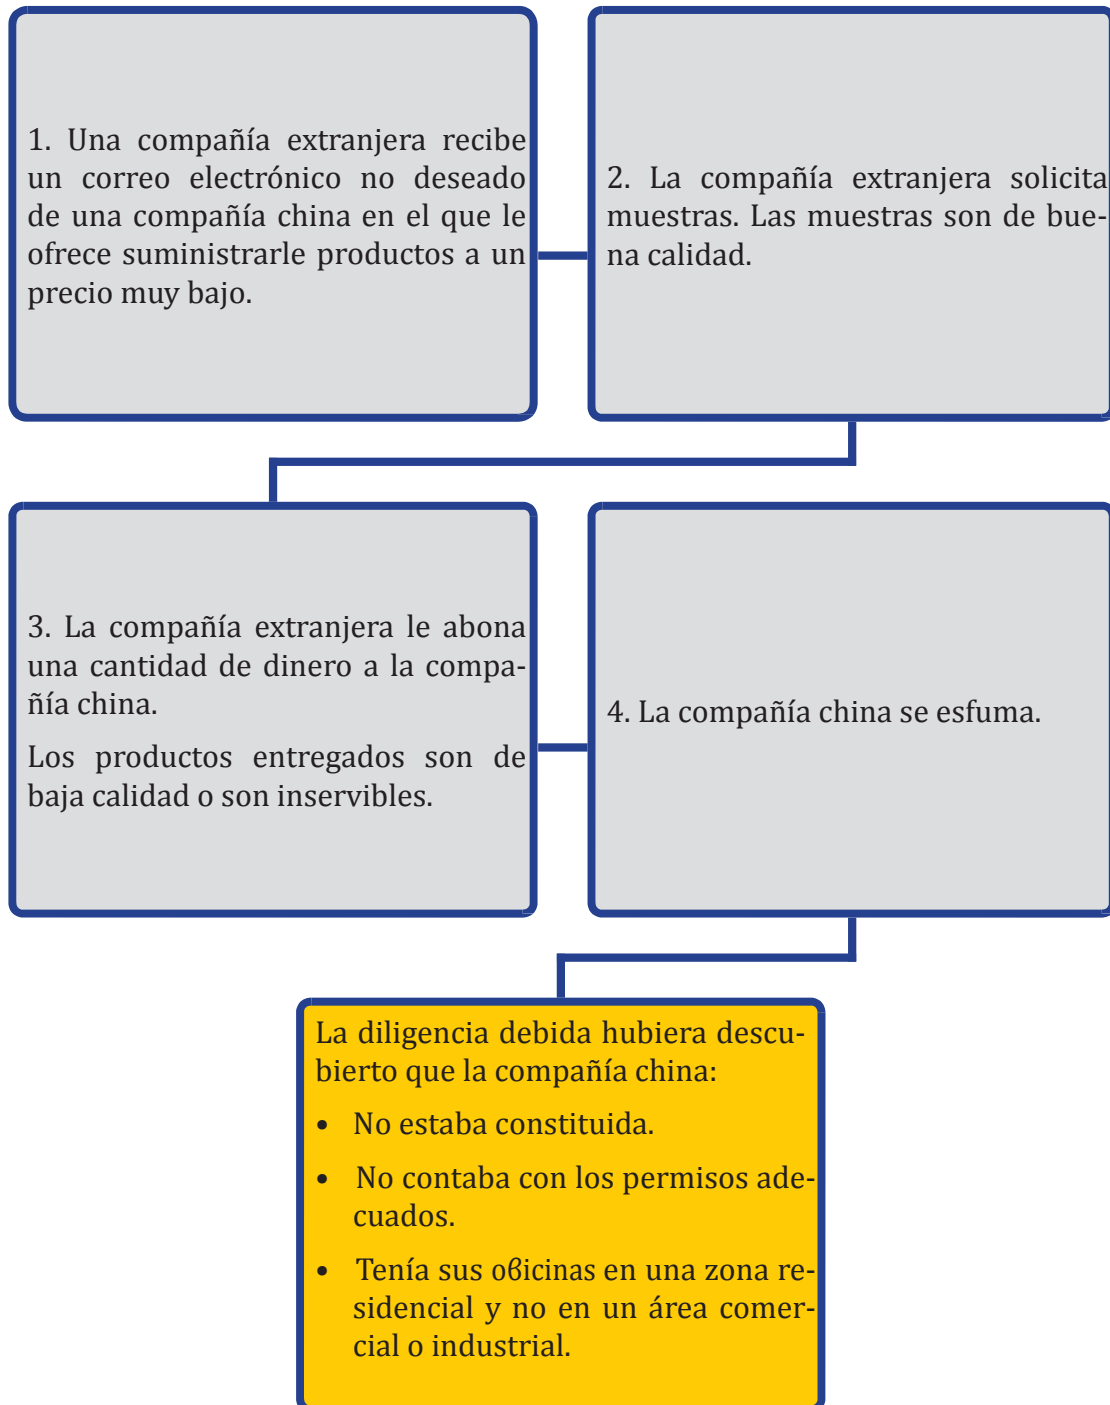 1. Una compañía extranjera recibe
un correo electrónico no deseado
de una compañía china en el que le
ofrece suministrarle productos a un
precio muy bajo.
2. La compañía extranjera solicita
muestras. Las muestras son de bue-
na calidad.
3. La compañía extranjera le abona
una cantidad de dinero a la compa-
ñía china.
Los productos entregados son de
baja calidad o son inservibles.
4. La compañía china se esfuma.
La diligencia debida hubiera descu-
bierto que la compañía china:
• No estaba constituida.
• No contaba con los permisos ade-
cuados.
• Tenía sus oϐicinas en una zona re-
sidencial y no en un área comer-
cial o industrial.